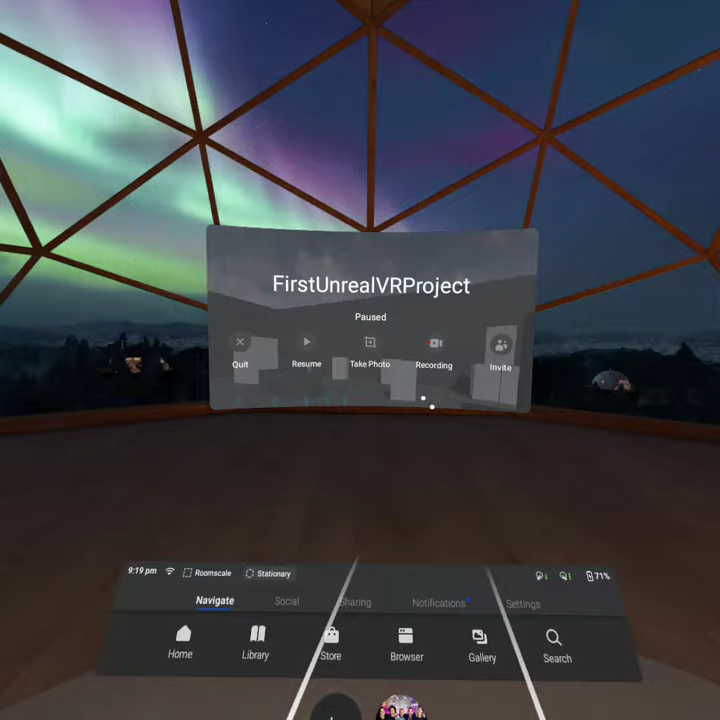 FirstUnrealVRProject
Paused
Quit Resume Take Photo Recording Invite
9:19 pm Roomscale Stationary 71%
Navigate Social Sharing Notifications Settings
Home Library Store Browser Gallery Search